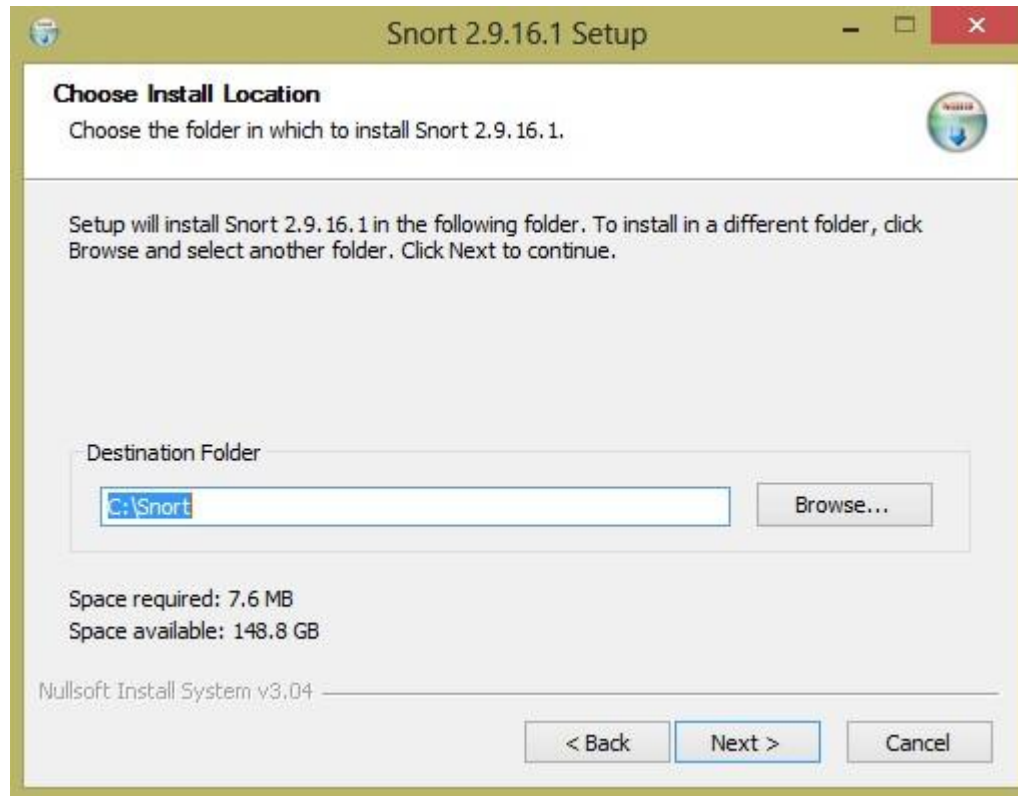 Snort 2.9.16.1 Setup
Choose Install Location
Choose the folder in which to install Snort 2.9.16.1.
Setup will install Snort 2.9.16.1 in the following folder. To install in a different folder, click
Browse and select another folder. Click Next to continue.
Destination Folder
C:\Snort
Browse...
Space required: 7.6 MB
Space available: 148.8 GB
Nullsoft Install System v3.04
< Back
Next >
Cancel